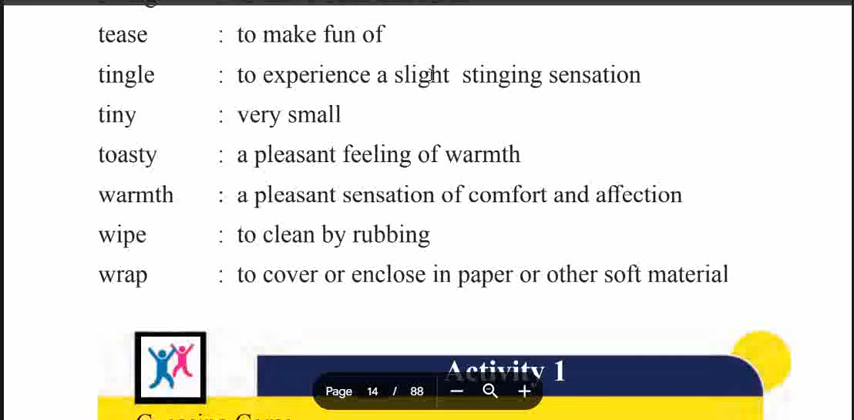 tease : to make fun of
tingle : to experience a slight stinging sensation
tiny : very small
toasty : a pleasant feeling of warmth
warmth : a pleasant sensation of comfort and affection
wipe : to clean by rubbing
wrap : to cover or enclose in paper or other soft material
Activity 1
Page 14 / 88